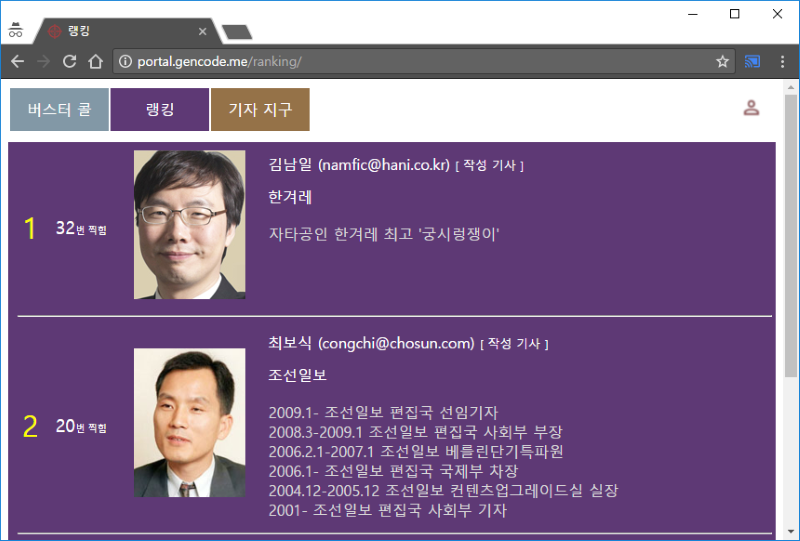 랭킹
portal.gencode.me/ranking/
버스터 콜
랭킹
기자 지구
1
32번 찍힘
김남일 (namfic@hani.co.kr) [ 작성 기사 ]
한겨레
자타공인 한겨레 최고 '궁시렁쟁이'
2
20번 찍힘
최보식 (congchi@chosun.com) [ 작성 기사 ]
조선일보
2009.1- 조선일보 편집국 선임기자
2008.3-2009.1 조선일보 편집국 사회부 부장
2006.2.1-2007.1 조선일보 베를린단기특파원
2006.1- 조선일보 편집국 국제부 차장
2004.12-2005.12 조선일보 컨텐츠업그레이드실 실장
2001- 조선일보 편집국 사회부 기자